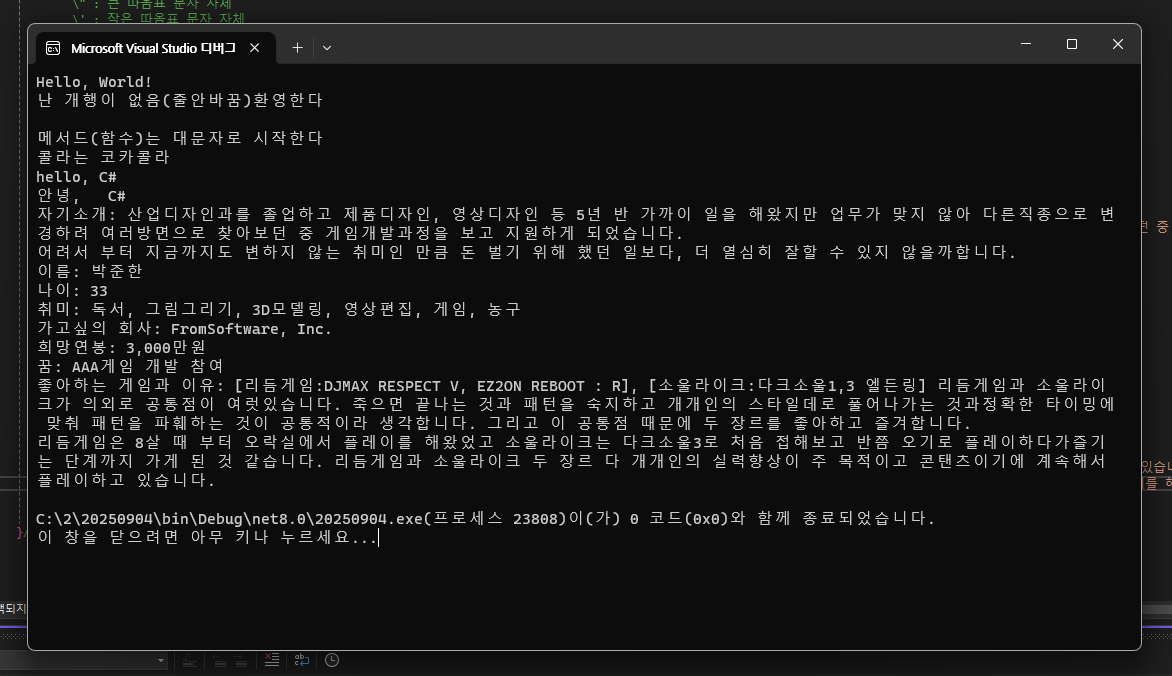 \" : 큰 따옴표 문자 자체
\' : 작은 따옴표 문자 자체
Microsoft Visual Studio 디버그
Hello, World!
난 개행이 없음(줄안바꿈)환영한다
메서드(함수)는 대문자로 시작한다
콜라는 코카콜라
hello, C#
안녕,   C#
자기소개: 산업디자인과를 졸업하고 제품디자인, 영상디자인 등 5년 반 가까이 일을 해왔지만 업무가 맞지 않아 다른직종으로 변
경하려 여러방면으로 찾아보던 중 게임개발과정을 보고 지원하게 되었습니다.
어려서 부터 지금까지도 변하지 않는 취미인 만큼 돈 벌기 위해 했던 일보다, 더 열심히 잘할 수 있지 않을까합니다.
이름: 박준한
나이: 33
취미: 독서, 그림그리기, 3D모델링, 영상편집, 게임, 농구
가고싶의 회사: FromSoftware, Inc.
희망연봉: 3,000만원
꿈: AAA게임 개발 참여
좋아하는 게임과 이유: [리듬게임:DJMAX RESPECT V, EZ2ON REBOOT : R], [소울라이크:다크소울1,3 엘든링] 리듬게임과 소울라이
크가 의외로 공통점이 여럿있습니다. 죽으면 끝나는 것과 패턴을 숙지하고 개개인의 스타일데로 풀어나가는 것과정확한 타이밍에
맞춰 패턴을 파훼하는 것이 공통적이라 생각합니다. 그리고 이 공통점 때문에 두 장르를 좋아하고 즐겨합니다.
리듬게임은 8살 때 부터 오락실에서 플레이를 해왔었고 소울라이크는 다크소울3로 처음 접해보고 반쯤 오기로 플레이하다가즐기
는 단계까지 가게 된 것 같습니다. 리듬게임과 소울라이크 두 장르 다 개개인의 실력향상이 주 목적이고 콘탠츠이기에 계속해서
플레이하고 있습니다.
C:\2\20250904\bin\Debug\net8.0\20250904.exe(프로세스 23808)이(가) 0 코드(0x0)와 함께 종료되었습니다.
이 창을 닫으려면 아무 키나 누르세요...